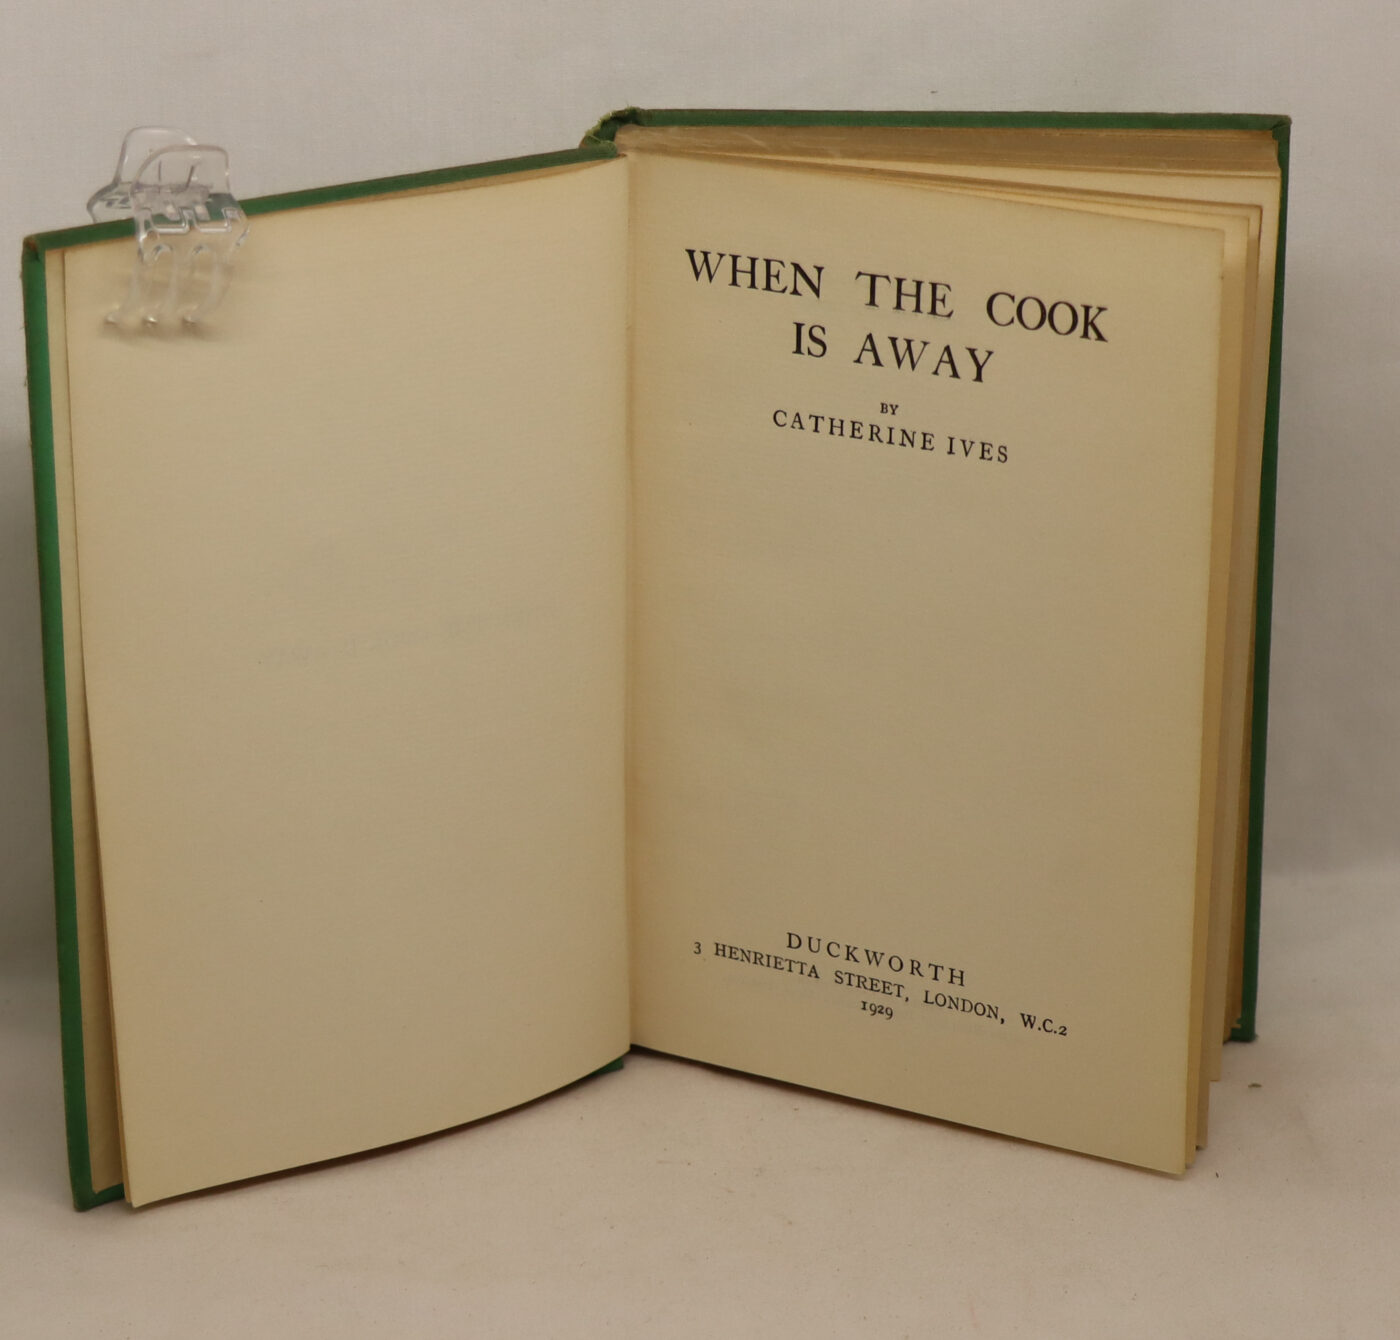 WHEN THE COOK
IS AWAY
BY
CATHERINE IVES
DUCKWORTH
3 HENRIETTA STREET, LONDON, W.C.2
1929